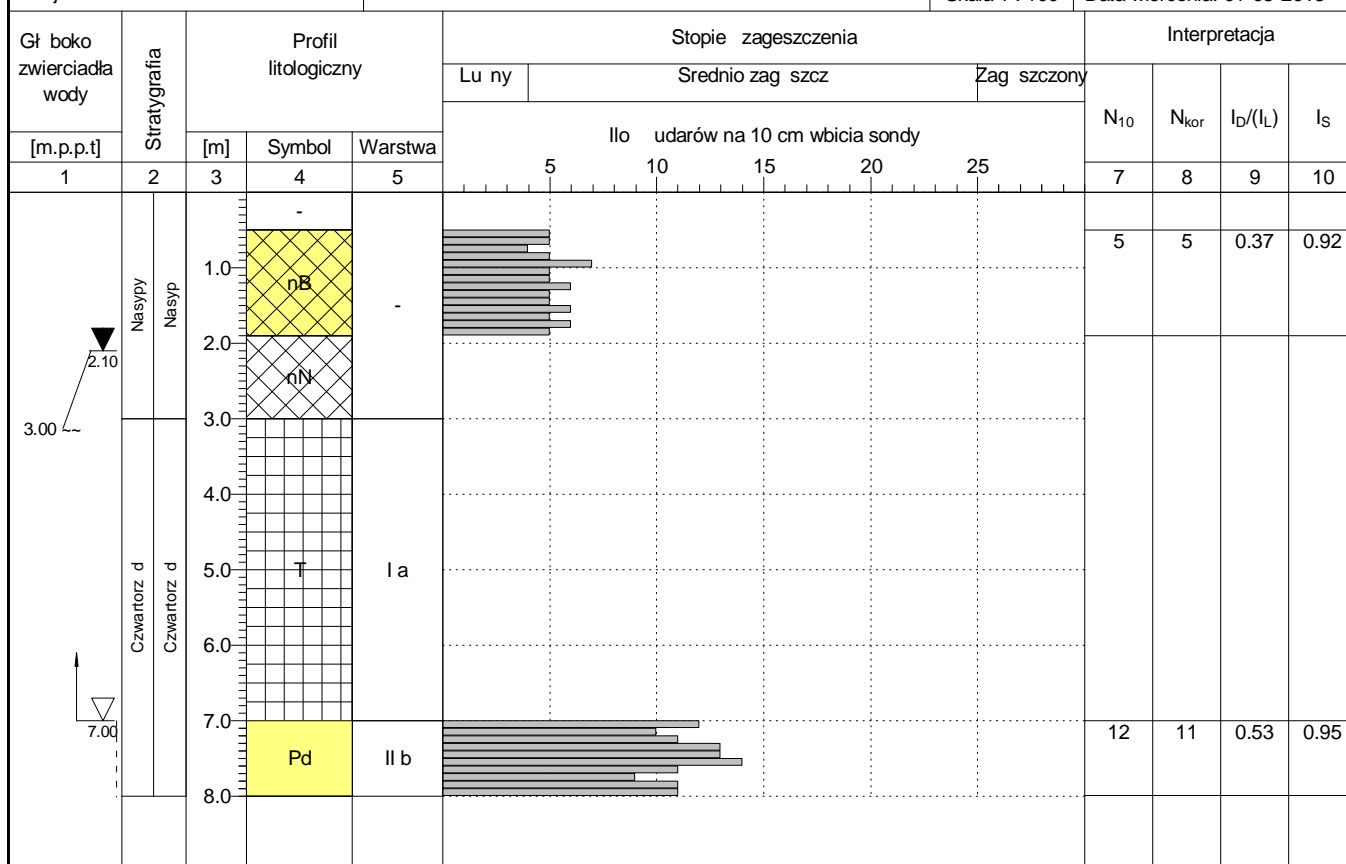 Gł boko
zwierciadła
wody
[m.p.p.t]
Stratygrafia
Profil
litologiczny
[m] Symbol Warstwa
Stopie zageszczenia
Lu ny Srednio zag szcz Zag szczony
Ilo udarów na 10 cm wbicia sondy
5 10 15 20 25
Interpretacja
N10 Nkor ID/(IL) IS
1 2 3 4 5 7 8 9 10
-
5 5 0.37 0.92
1.0
nB
Nasypy
Nasyp
-
2.0
2.10
nN
3.0
3.00 ~~
4.0
Czwartorz d
Czwartorz d
5.0
T
I a
6.0
7.0
7.00
12 11 0.53 0.95
Pd
II b
8.0